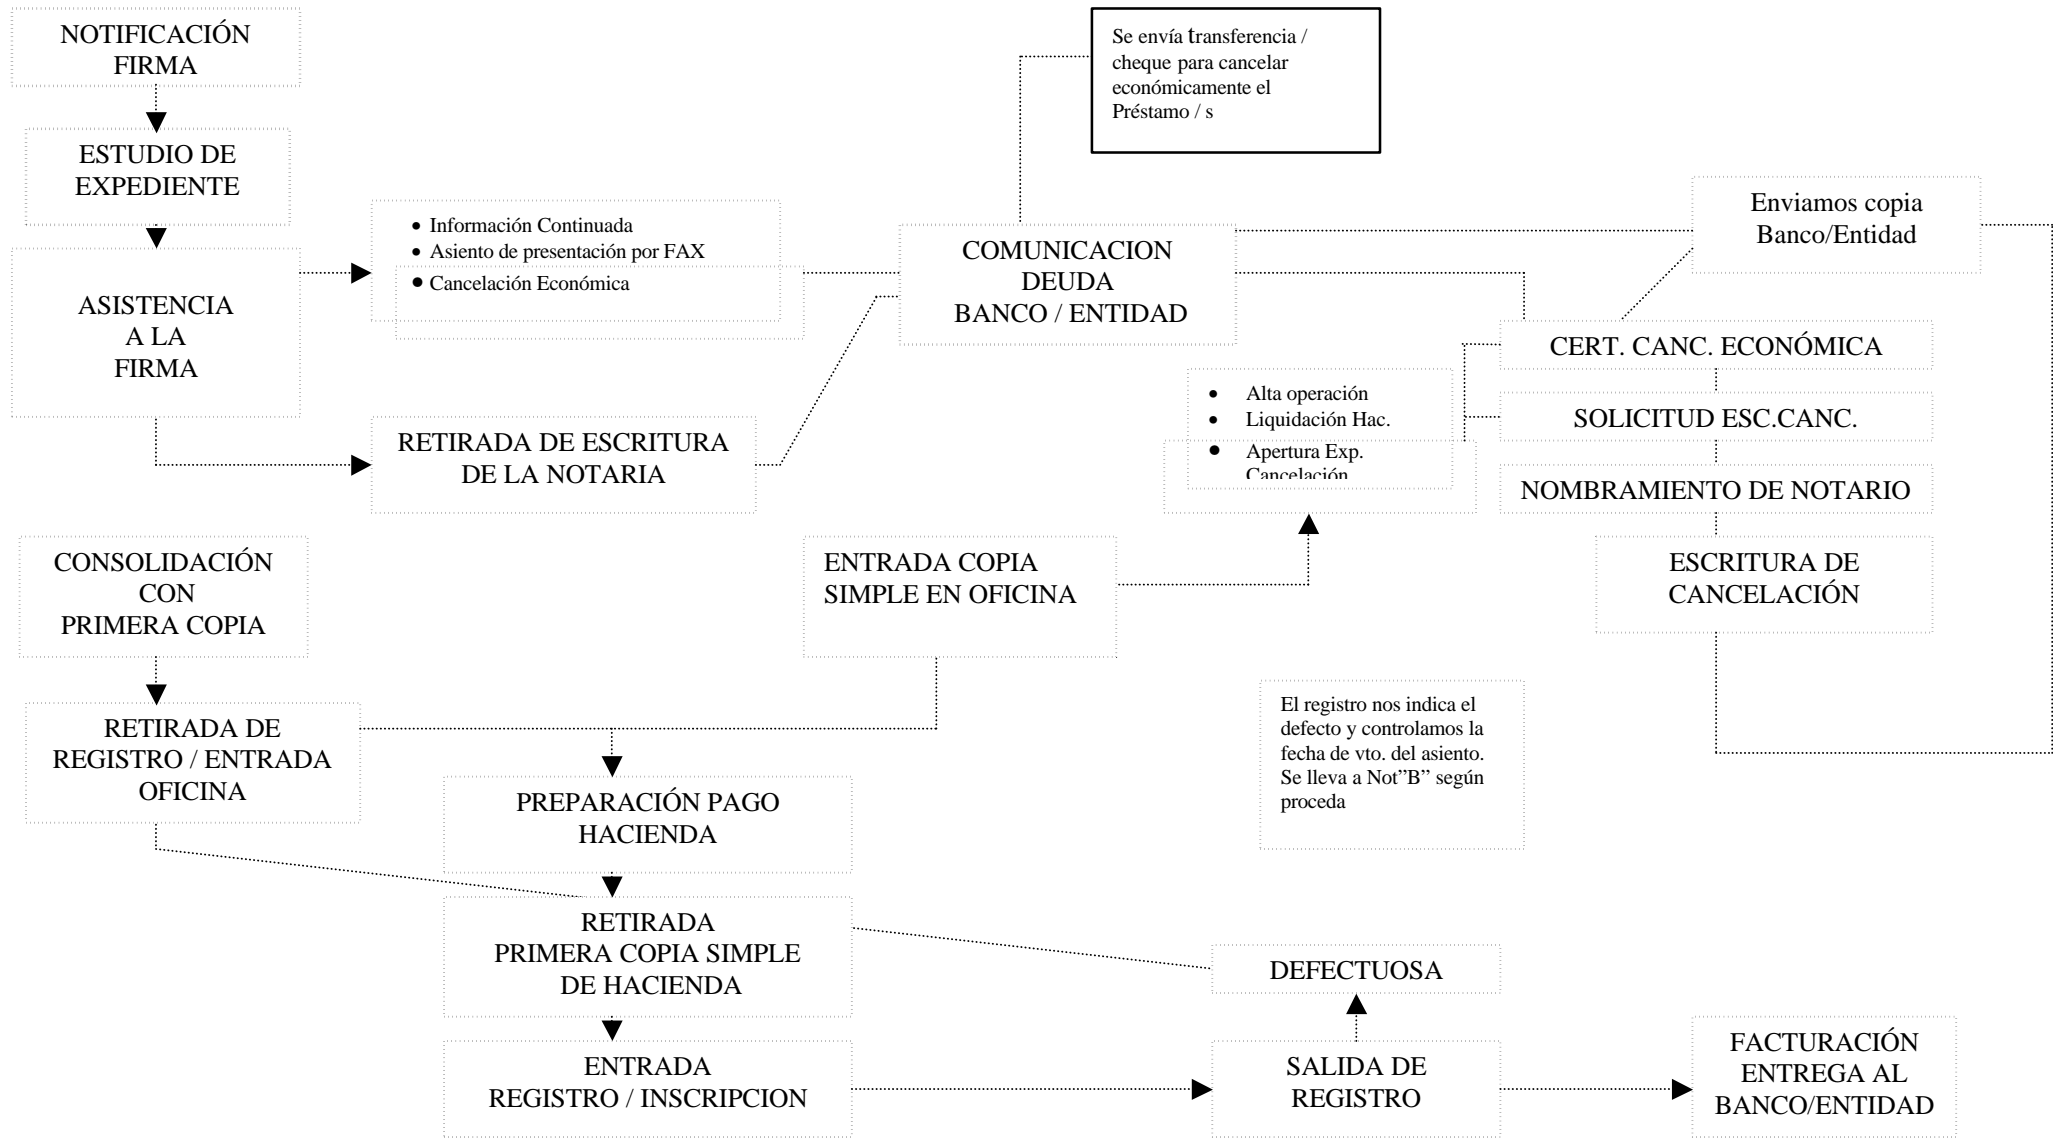 NOTIFICACIÓN
FIRMA
Se envía transferencia /
cheque para cancelar
económicamente el
Préstamo / s
ESTUDIO DE
EXPEDIENTE
• Información Continuada
• Asiento de presentación por FAX
• Cancelación Económica
COMUNICACION
DEUDA
BANCO / ENTIDAD
Enviamos copia
Banco/Entidad
ASISTENCIA
A LA
FIRMA
CERT. CANC. ECONÓMICA
• Alta operación
• Liquidación Hac.
• Apertura Exp.
Cancelación
SOLICITUD ESC.CANC.
RETIRADA DE ESCRITURA
DE LA NOTARIA
NOMBRAMIENTO DE NOTARIO
CONSOLIDACIÓN
CON
PRIMERA COPIA
ENTRADA COPIA
SIMPLE EN OFICINA
ESCRITURA DE
CANCELACIÓN
RETIRADA DE
REGISTRO / ENTRADA
OFICINA
El registro nos indica el
defecto y controlamos la
fecha de vto. del asiento.
Se lleva a Not”B” según
proceda
PREPARACIÓN PAGO
HACIENDA
RETIRADA
PRIMERA COPIA SIMPLE
DE HACIENDA
DEFECTUOSA
ENTRADA
REGISTRO / INSCRIPCION
SALIDA DE
REGISTRO
FACTURACIÓN
ENTREGA AL
BANCO/ENTIDAD